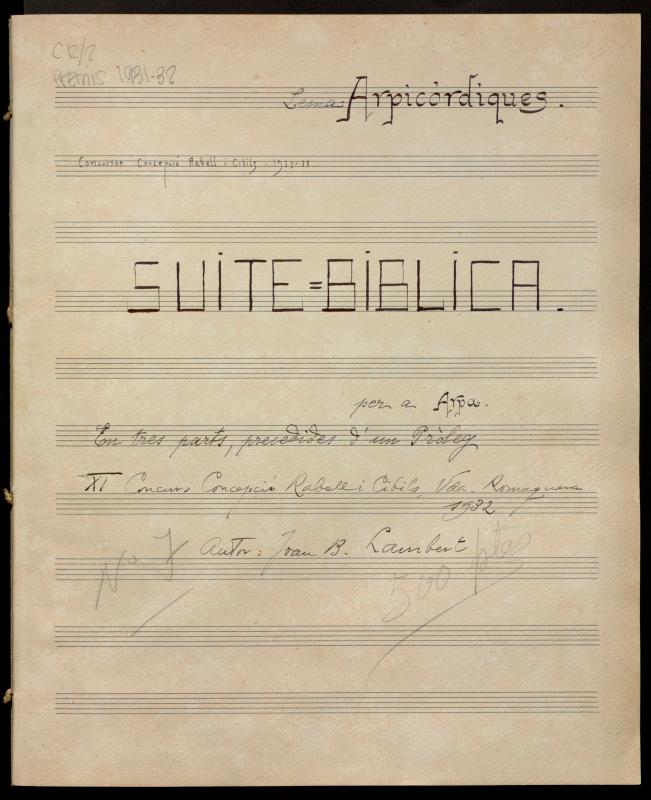 CR/2
PREMIS 1931-32
Lema: Arpicòrdiques.
Concursos Concepció Rabell i Cibils - 1932-33
SUiTE=BiBLiCA.
per a Arpa.
En tres parts, precedides d'un Pròleg
XI Concurs Concepció Rabell i Cibils, Vda. Romaguera
1932
Autor: Joan B. Lambert
Nº 7
500 ptas